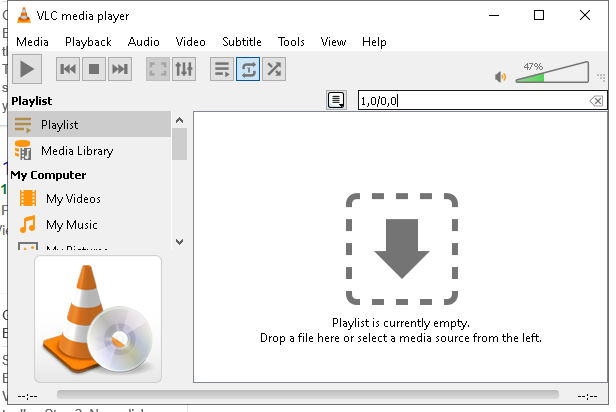 VLC media player
Media Playback Audio Video Subtitle Tools View Help
47%
Playlist
1,0/0,0
Playlist
Media Library
My Computer
My Videos
My Music
Playlist is currently empty.
Drop a file here or select a media source from the left.
--:--
--:--